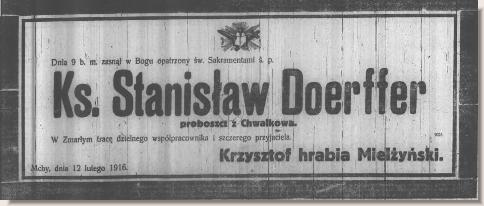 Dnia 9 b. m. zasnął w Bogu opatrzony św. Sakramentami ś. p.
Ks. Stanisław Doerffer
proboszcz z Chwałkowa.
W Zmarłym tracę dzielnego współpracownika i szczerego przyjaciela.
Krzysztof hrabia Mielżyński.
Mchy, dnia 12 lutego 1916.